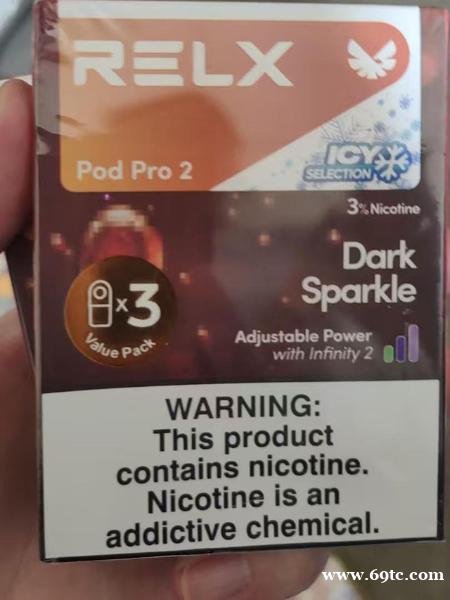 RELX
Pod Pro 2
ICY
SELECTION
3% Nicotine
Dark
Sparkle
x3
Value Pack
Adjustable Power
with Infinity 2
WARNING:
This product
contains nicotine.
Nicotine is an
addictive chemical.
www.69tc.com